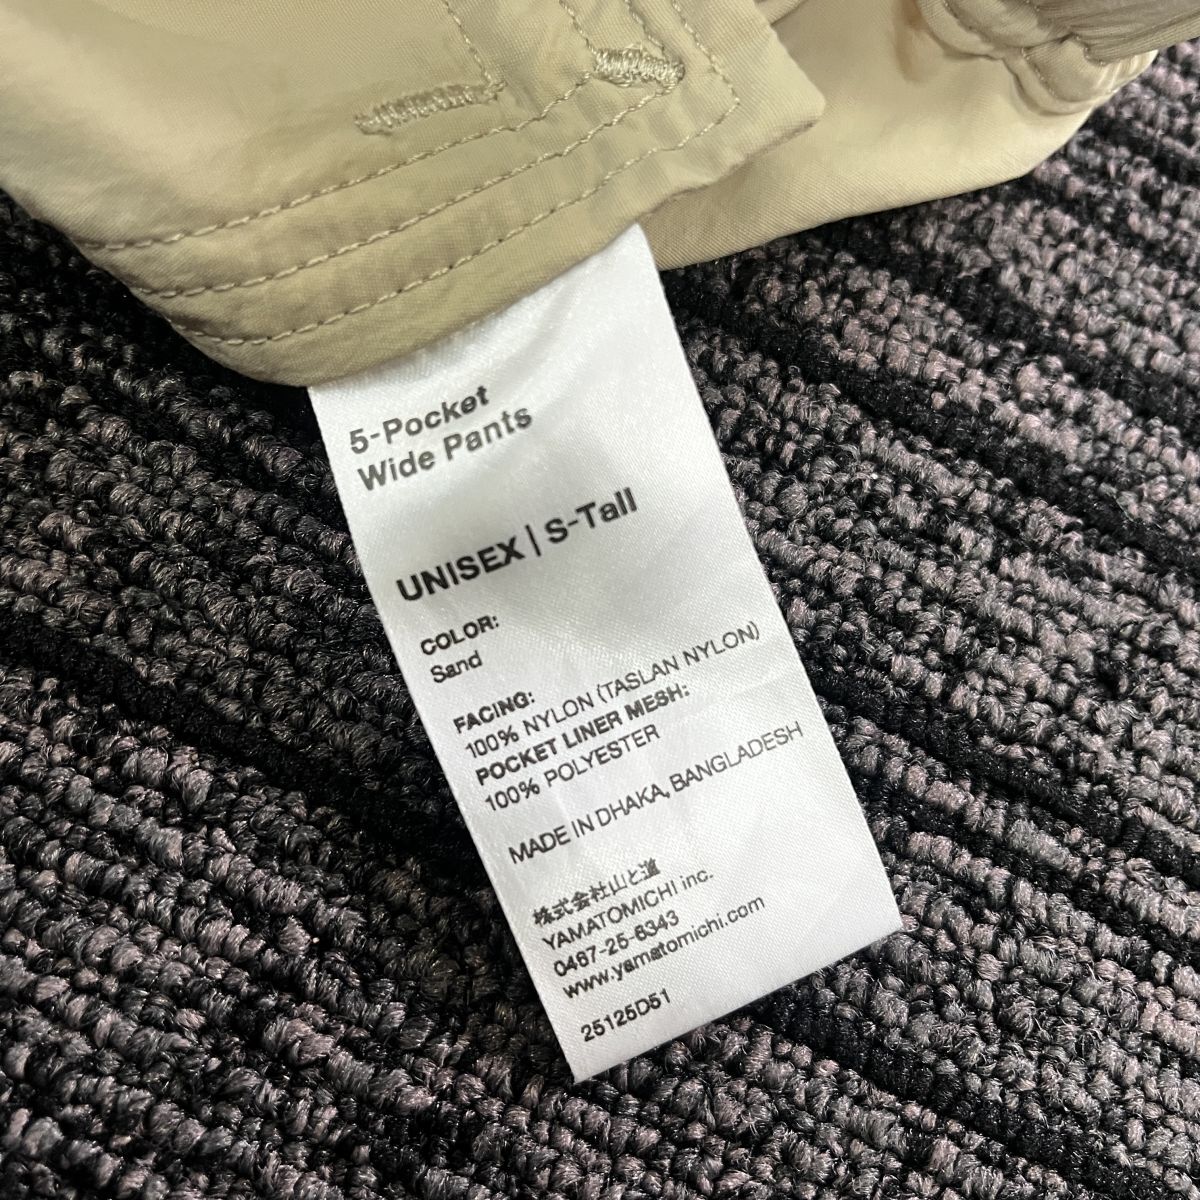 5-Pocket
Wide Pants
UNISEX | S-Tall
COLOR:
Sand
FACING:
100% NYLON (TASLAN NYLON)
POCKET LINER MESH:
100% POLYESTER
MADE IN DHAKA, BANGLADESH
株式会社山と道
YAMATOMICHI inc.
0467-25-6343
www.yamatomichi.com
25125D51